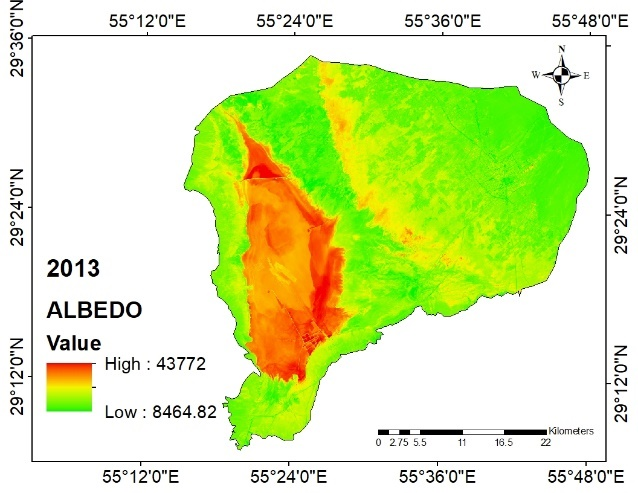 55°12'0"E 55°24'0"E 55°36'0"E 55°48'0"E
29°36'0"N
N
W E
S
29°24'0"N 29°24'0"N
2013
ALBEDO
Value
High : 43772
Low : 8464.82
29°12'0"N 29°12'0"N
Kilometers
0 2.75 5.5 11 16.5 22
55°12'0"E 55°24'0"E 55°36'0"E 55°48'0"E